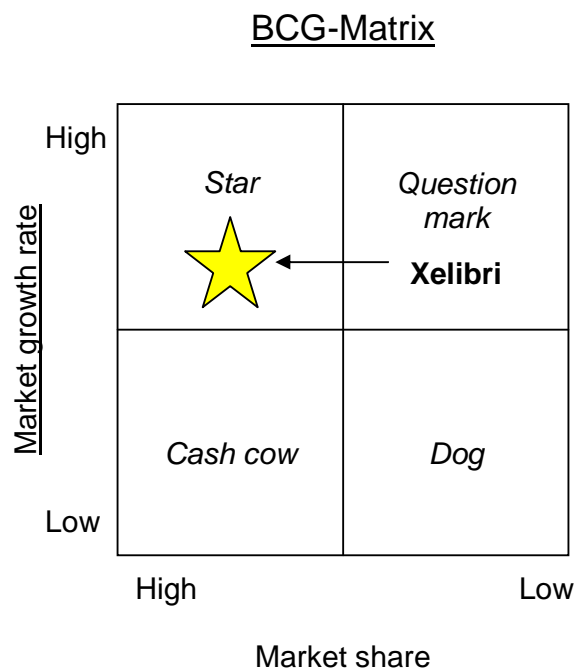 BCG-Matrix
High
Star
Question
mark
Xelibri
Market growth rate
Cash cow
Dog
Low
High
Low
Market share